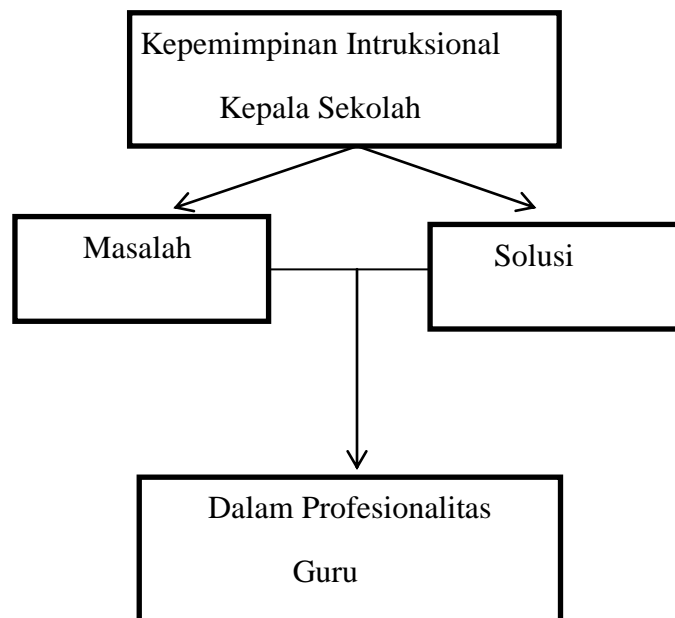 Kepemimpinan Intruksional
Kepala Sekolah
Masalah
Solusi
Dalam Profesionalitas
Guru